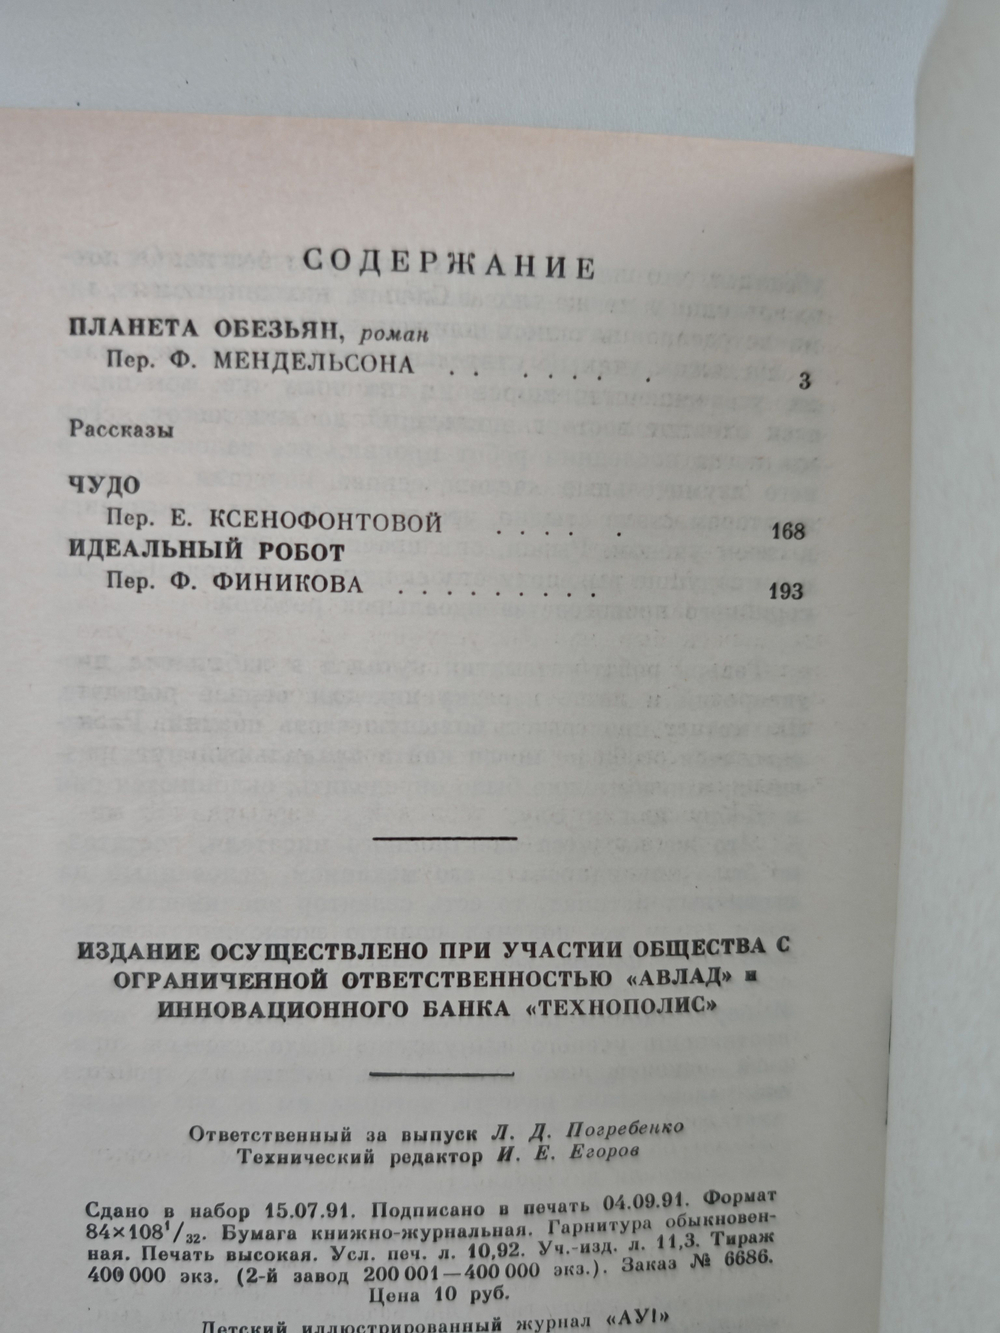 СОДЕРЖАНИЕ
ПЛАНЕТА ОБЕЗЬЯН, роман
Пер. Ф. МЕНДЕЛЬСОНА . . . . . . . 3
Рассказы
ЧУДО
Пер. Е. КСЕНОФОНТОВОЙ . . . . . 168
ИДЕАЛЬНЫЙ РОБОТ
Пер. Ф. ФИНИКОВА . . . . . . . . . 193
ИЗДАНИЕ ОСУЩЕСТВЛЕНО ПРИ УЧАСТИИ ОБЩЕСТВА С
ОГРАНИЧЕННОЙ ОТВЕТСТВЕННОСТЬЮ «АВЛАД» и
ИННОВАЦИОННОГО БАНКА «ТЕХНОПОЛИС»
Ответственный за выпуск Л. Д. Погребенко
Технический редактор И. Е. Егоров
Сдано в набор 15.07.91. Подписано в печать 04.09.91. Формат
84×108¹/₃₂. Бумага книжно-журнальная. Гарнитура обыкновен-
ная. Печать высокая. Усл. печ. л. 10,92. Уч.-изд. л. 11,3. Тираж
400 000 экз. (2-й завод 200 001—400 000 экз.). Заказ № 6686.
Цена 10 руб.
Детский иллюстрированный журнал «АУ!»